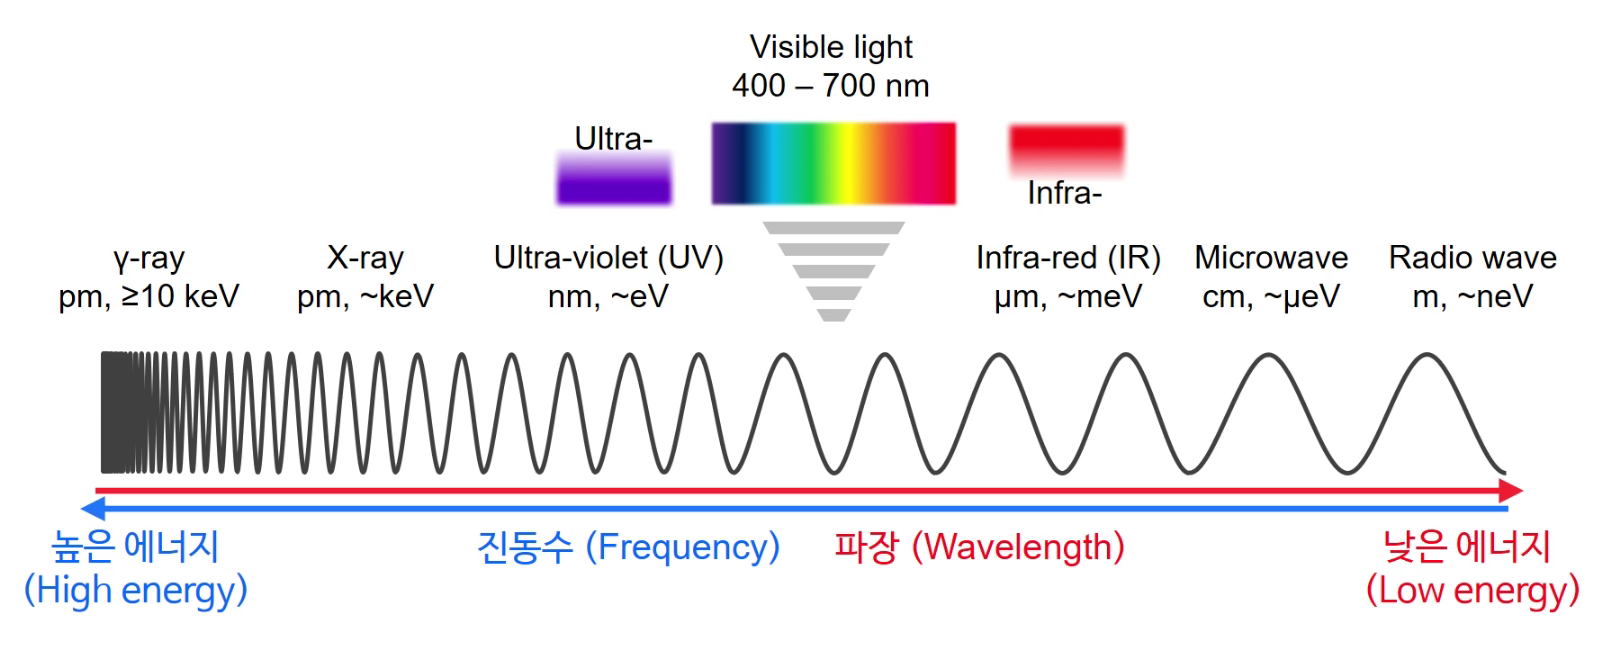 Visible light
400 – 700 nm
Ultra-
Infra-
γ-ray
pm, ≥10 keV
X-ray
pm, ~keV
Ultra-violet (UV)
nm, ~eV
Infra-red (IR)
μm, ~meV
Microwave
cm, ~μeV
Radio wave
m, ~neV
높은 에너지
(High energy)
진동수 (Frequency)
파장 (Wavelength)
낮은 에너지
(Low energy)